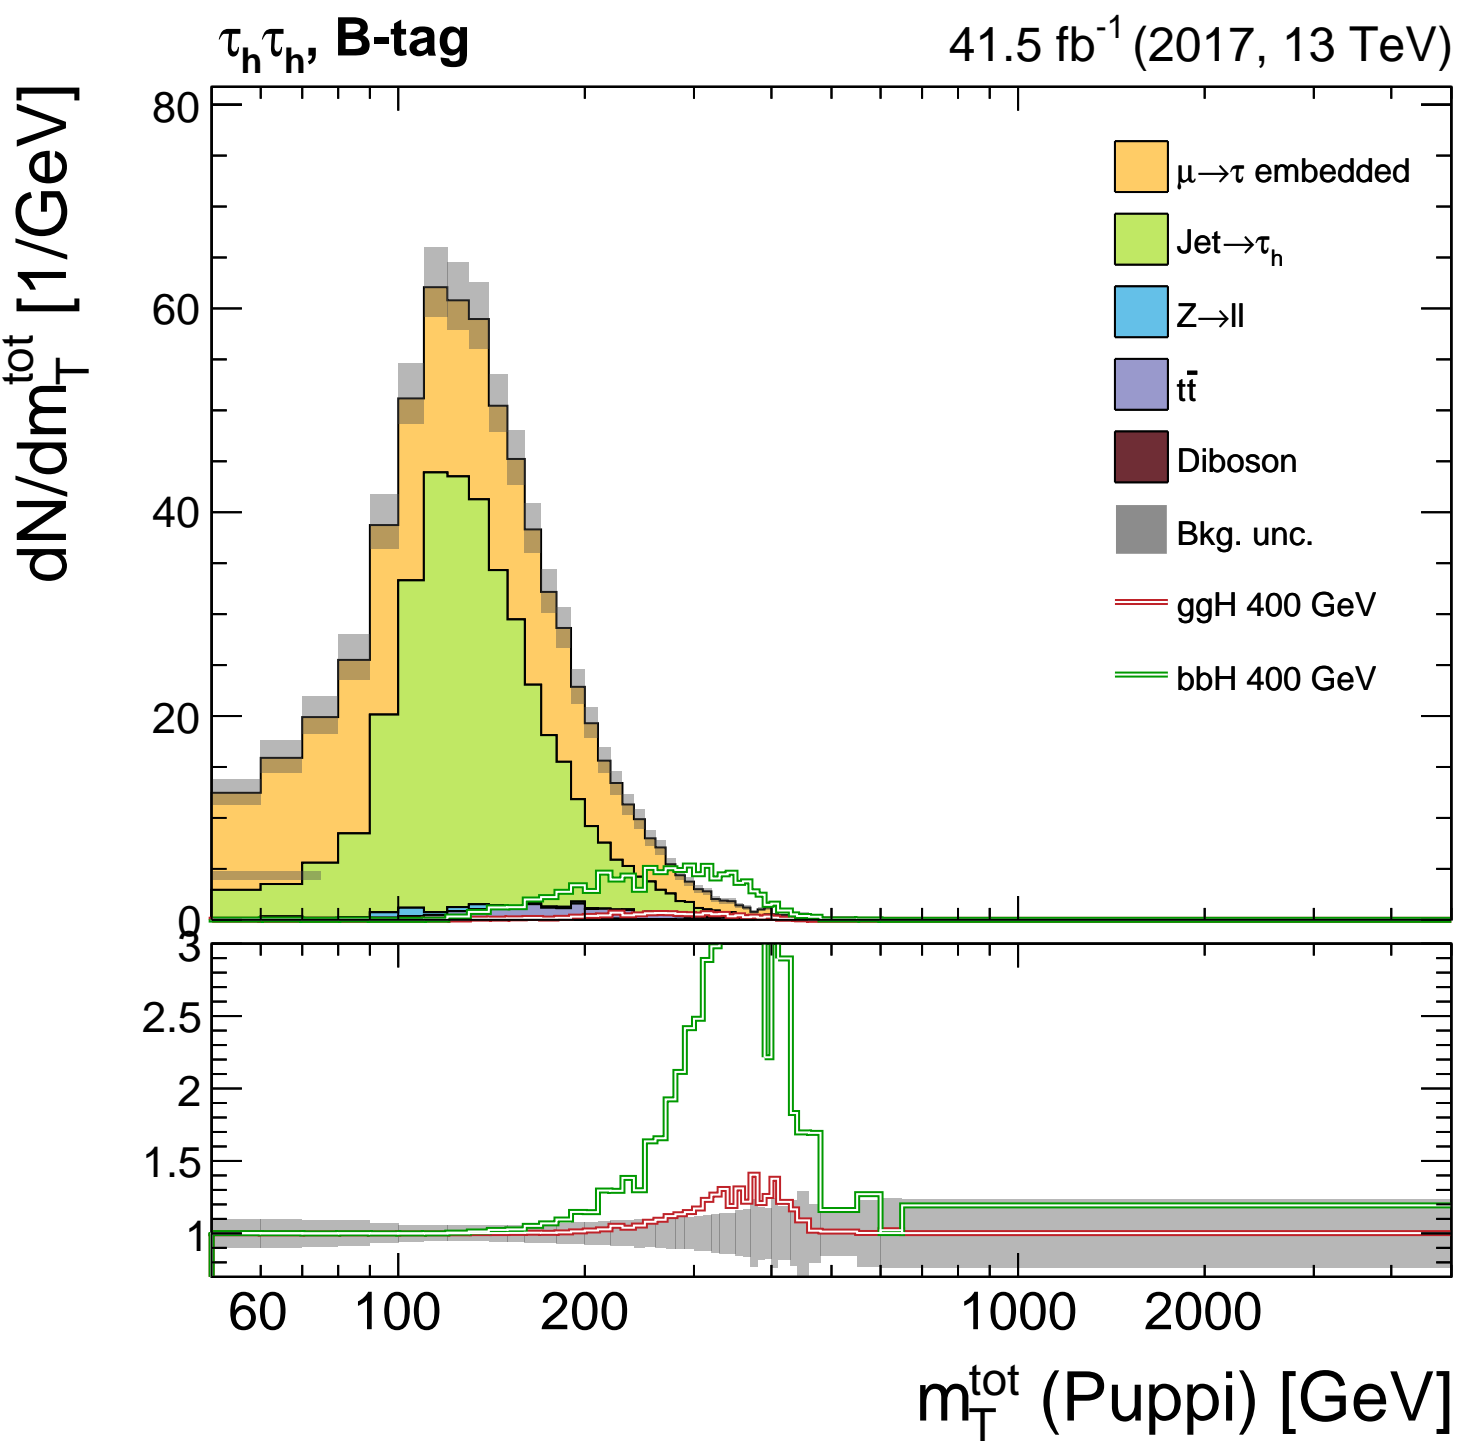 τhτh, B-tag
41.5 fb-1 (2017, 13 TeV)
dN/dmTtot [1/GeV]
80
60
40
20
0
μ→τ embedded
Jet→τh
Z→ll
tt̄
Diboson
Bkg. unc.
ggH 400 GeV
bbH 400 GeV
3
2.5
2
1.5
1
60 100 200 1000 2000
mTtot (Puppi) [GeV]